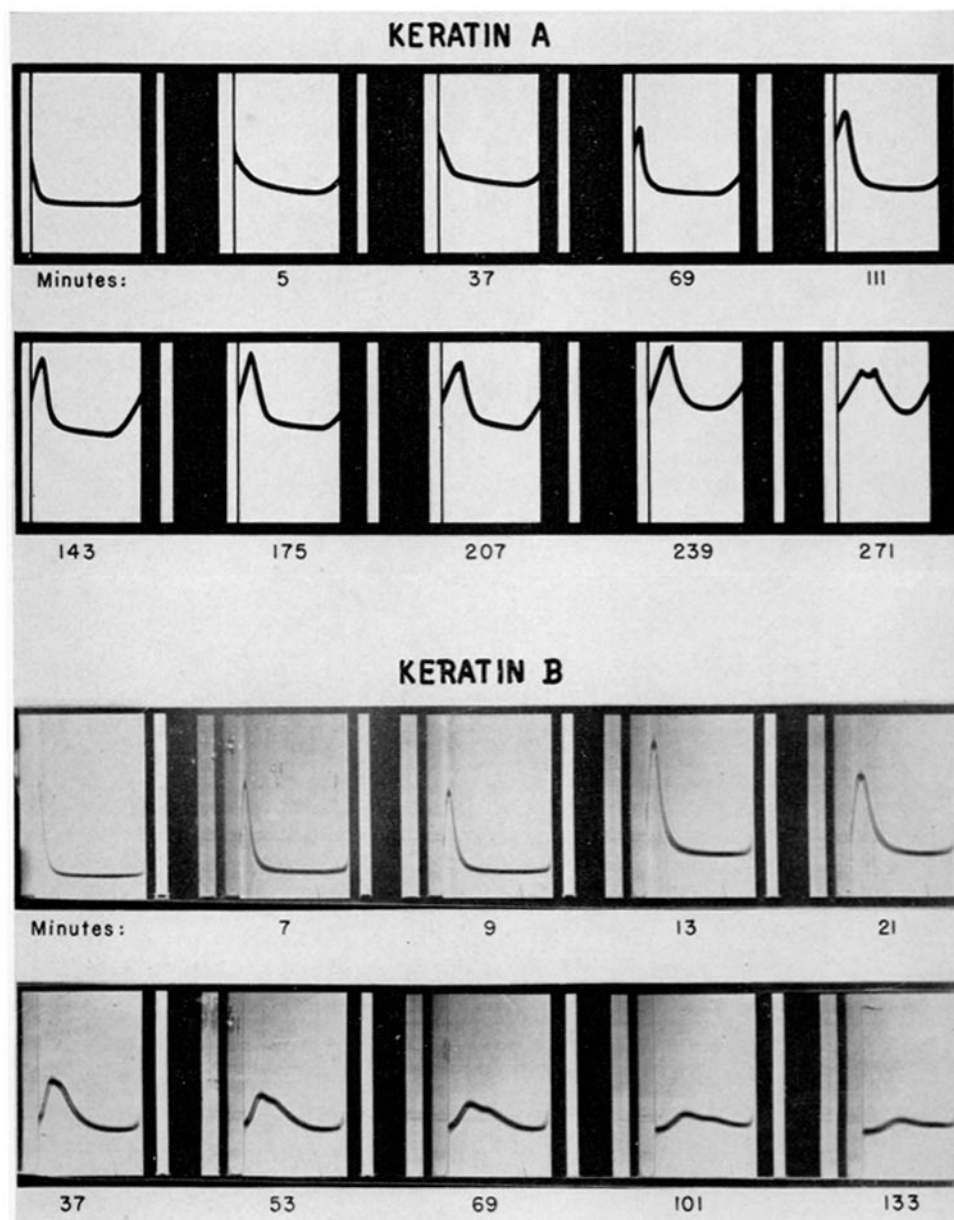 KERATIN A
Minutes: 5 37 69 111
143 175 207 239 271
KERATIN B
Minutes: 7 9 13 21
37 53 69 101 133